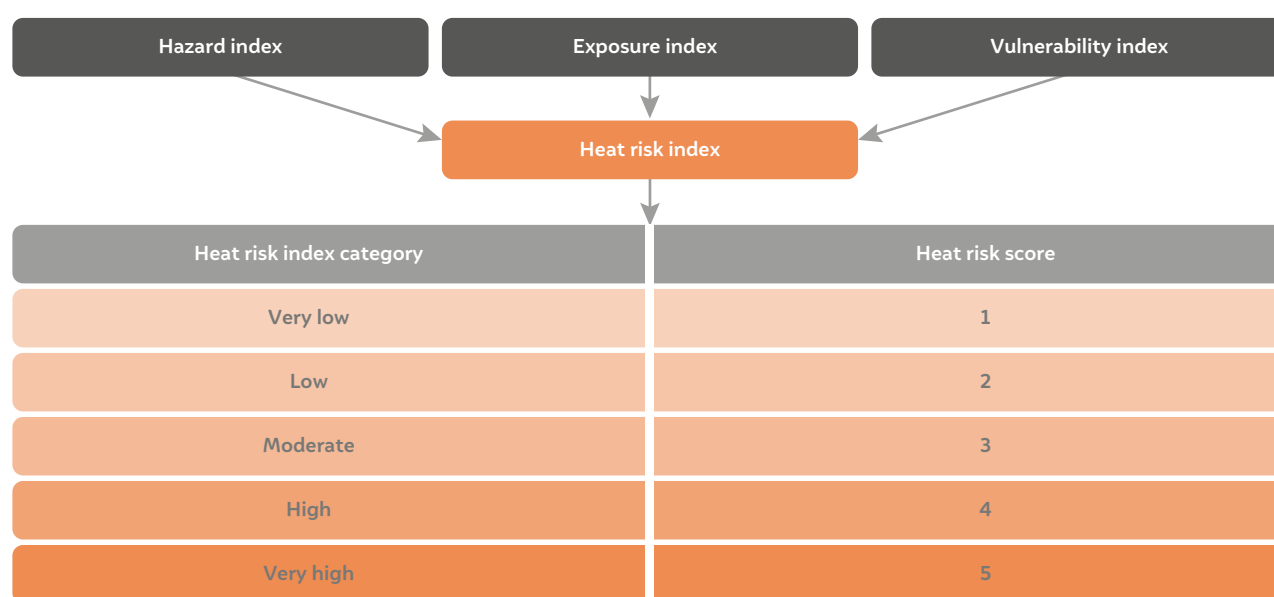 Hazard index
Exposure index
Vulnerability index
Heat risk index
Heat risk index category
Heat risk score
Very low
1
Low
2
Moderate
3
High
4
Very high
5